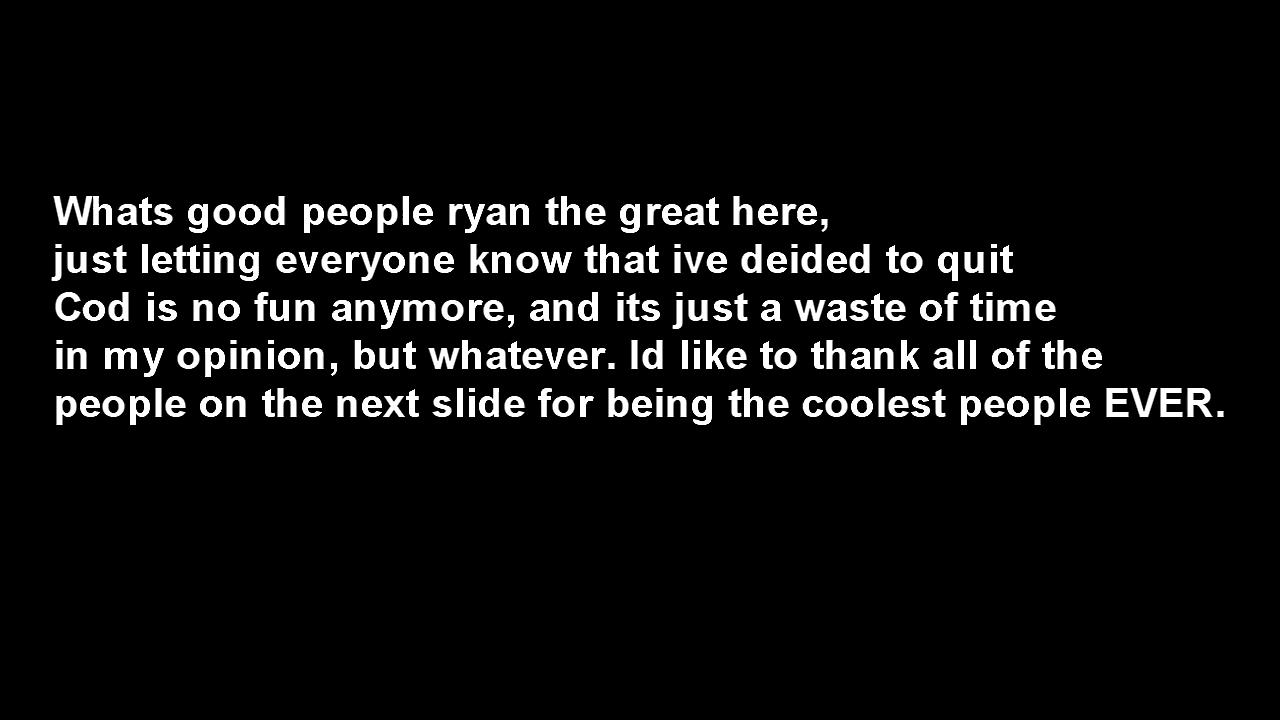 Whats good people ryan the great here,
just letting everyone know that ive deided to quit
Cod is no fun anymore, and its just a waste of time
in my opinion, but whatever. Id like to thank all of the
people on the next slide for being the coolest people EVER.